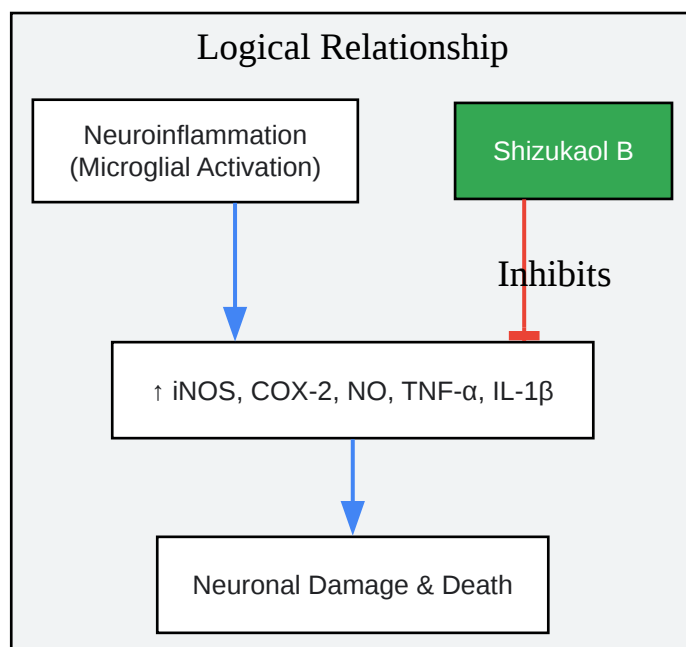 Logical Relationship
Neuroinflammation
(Microglial Activation)
Shizukaol B
Inhibits
↑ iNOS, COX-2, NO, TNF-α, IL-1β
Neuronal Damage & Death